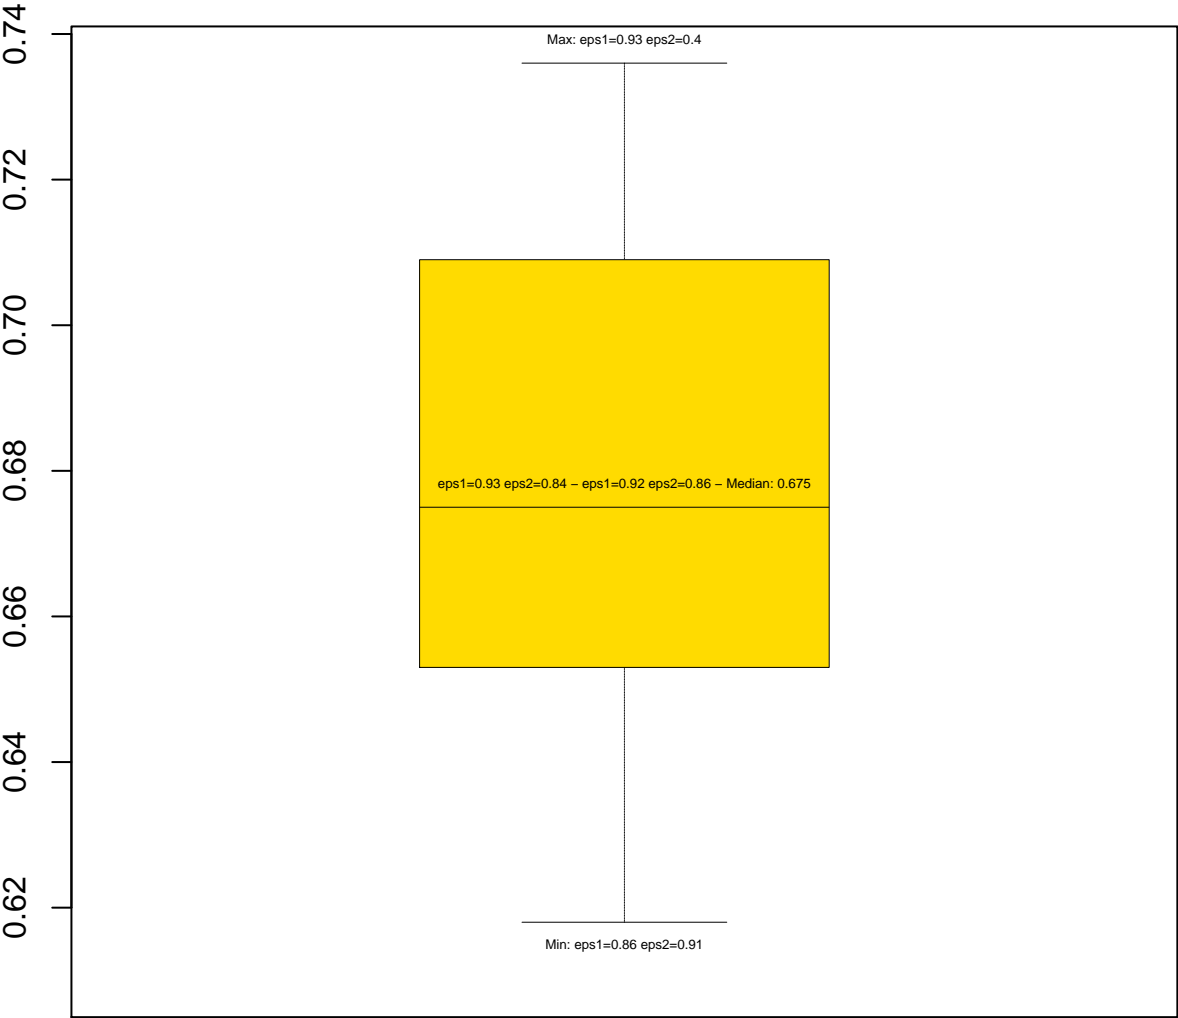 0.74
Max: eps1=0.93 eps2=0.4
0.72
0.70
0.68
eps1=0.93 eps2=0.84 – eps1=0.92 eps2=0.86 – Median: 0.675
0.66
0.64
0.62
Min: eps1=0.86 eps2=0.91